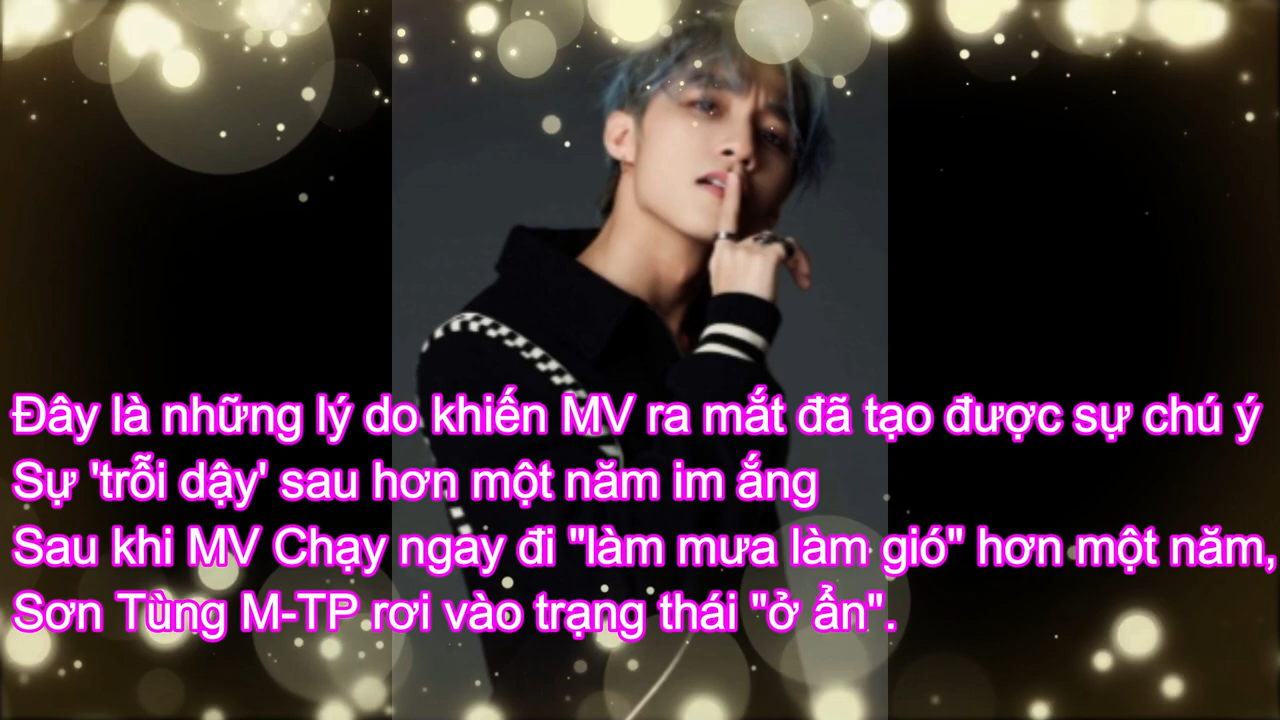 Đây là những lý do khiến MV ra mắt đã tạo được sự chú ý
Sự 'trỗi dậy' sau hơn một năm im ắng
Sau khi MV Chạy ngay đi "làm mưa làm gió" hơn một năm,
Sơn Tùng M-TP rơi vào trạng thái "ở ẩn".